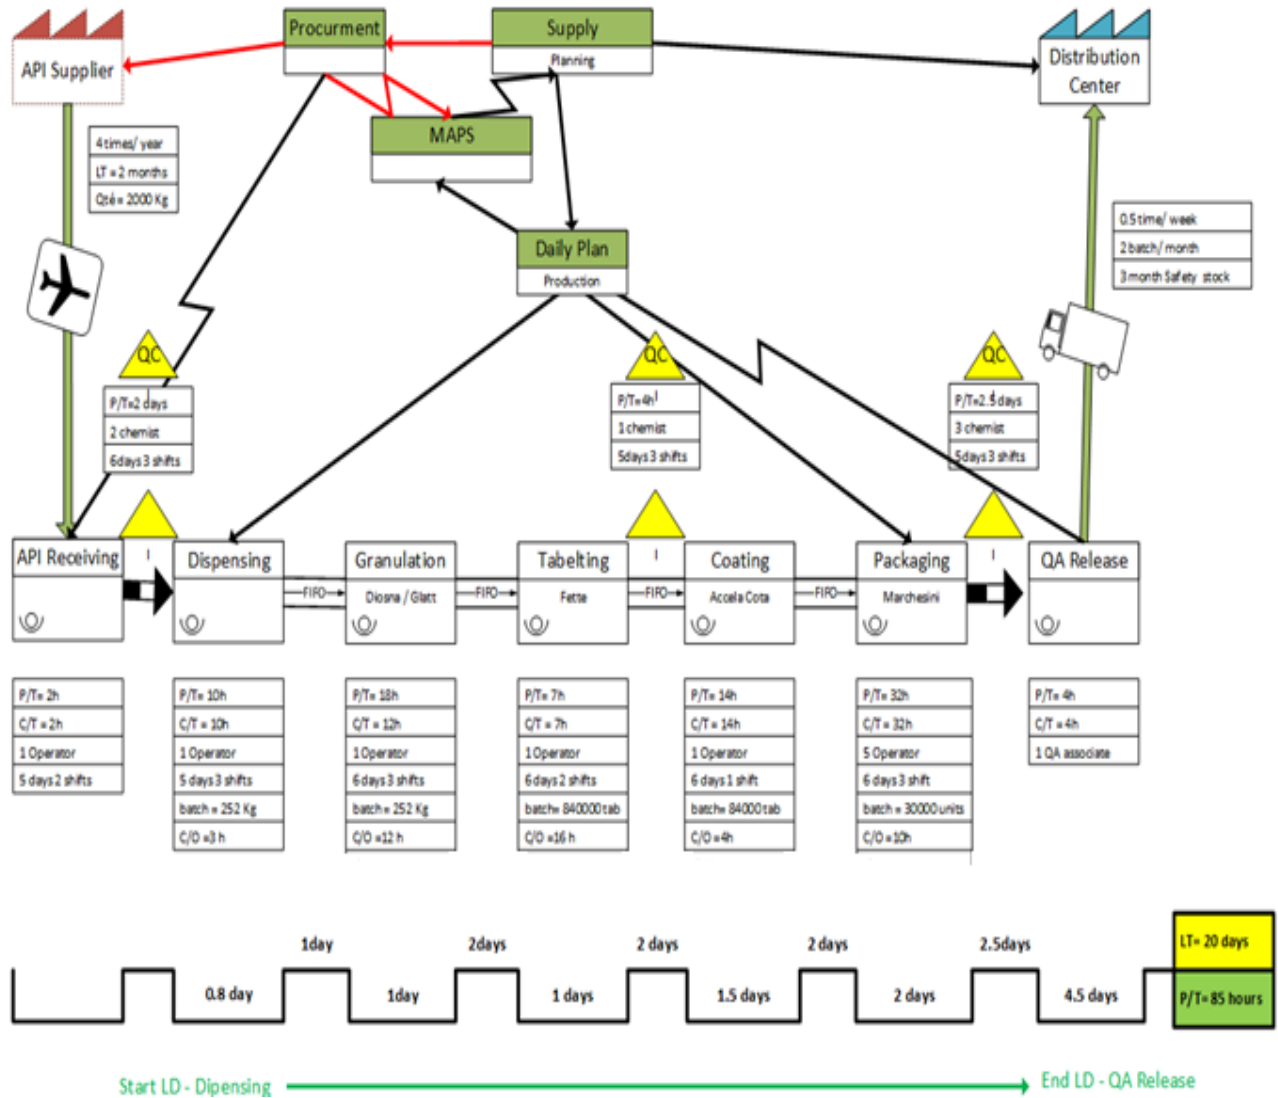 Procurment
Supply
Planning
API Supplier
Distribution
Center
MAPS
4times/ year
LT = 2 months
Qté = 2000 Kg
0.5time/ week
2 batch/ month
3 month Safety stock
Daily Plan
Production
QC
I
P/T=2 days
2 chemist
6days 3 shifts
QC
I
P/T=4h
1 chemist
5days 3 shifts
QC
I
P/T=2.5 days
3 chemist
5days 3 shifts
I
I
I
API Receiving
Dispensing
Granulation
Diosna / Glatt
Tabelting
Fette
Coating
Accela Cota
Packaging
Marchesini
QA Release
FIFO
FIFO
FIFO
FIFO
P/T= 2h
C/T = 2h
1 Operator
5 days 2 shifts
P/T= 10h
C/T = 10h
1 Operator
5 days 3 shifts
batch = 252 Kg
C/O =3 h
P/T= 18h
C/T = 12h
1 Operator
6 days 3 shifts
batch = 252 Kg
C/O =12 h
P/T= 7h
C/T = 7h
1 Operator
6 days 2 shifts
batch= 840000 tab
C/O =16 h
P/T= 14h
C/T = 14h
1 Operator
6 days 1 shift
batch= 84000 tab
C/O =4h
P/T= 32h
C/T = 32h
5 Operator
6 days 3 shift
batch = 30000 units
C/O =10h
P/T= 4h
C/T = 4h
1 QA associate
1day
2days
2 days
2 days
2.5days
LT= 20 days
0.8 day
1day
1 days
1.5 days
2 days
4.5 days
P/T= 85 hours
Start LD - Dipensing
End LD - QA Release